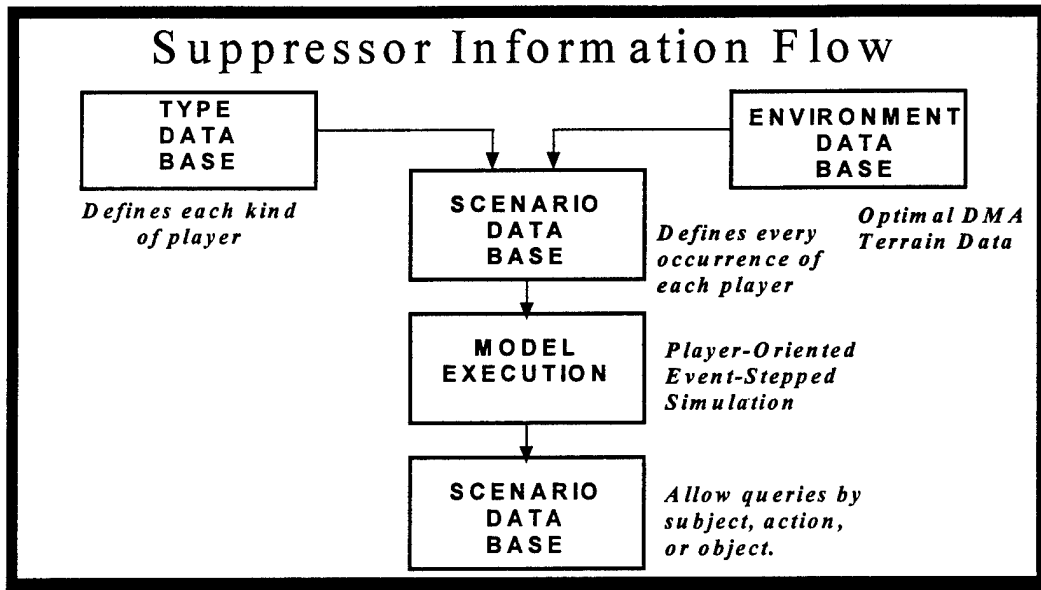 Suppressor Information Flow
TYPE
DATA
BASE
Defines each kind
of player
ENVIRONMENT
DATA
BASE
Optimal DMA
Terrain Data
SCENARIO
DATA
BASE
Defines every
occurrence of
each player
MODEL
EXECUTION
Player-Oriented
Event-Stepped
Simulation
SCENARIO
DATA
BASE
Allow queries by
subject, action,
or object.